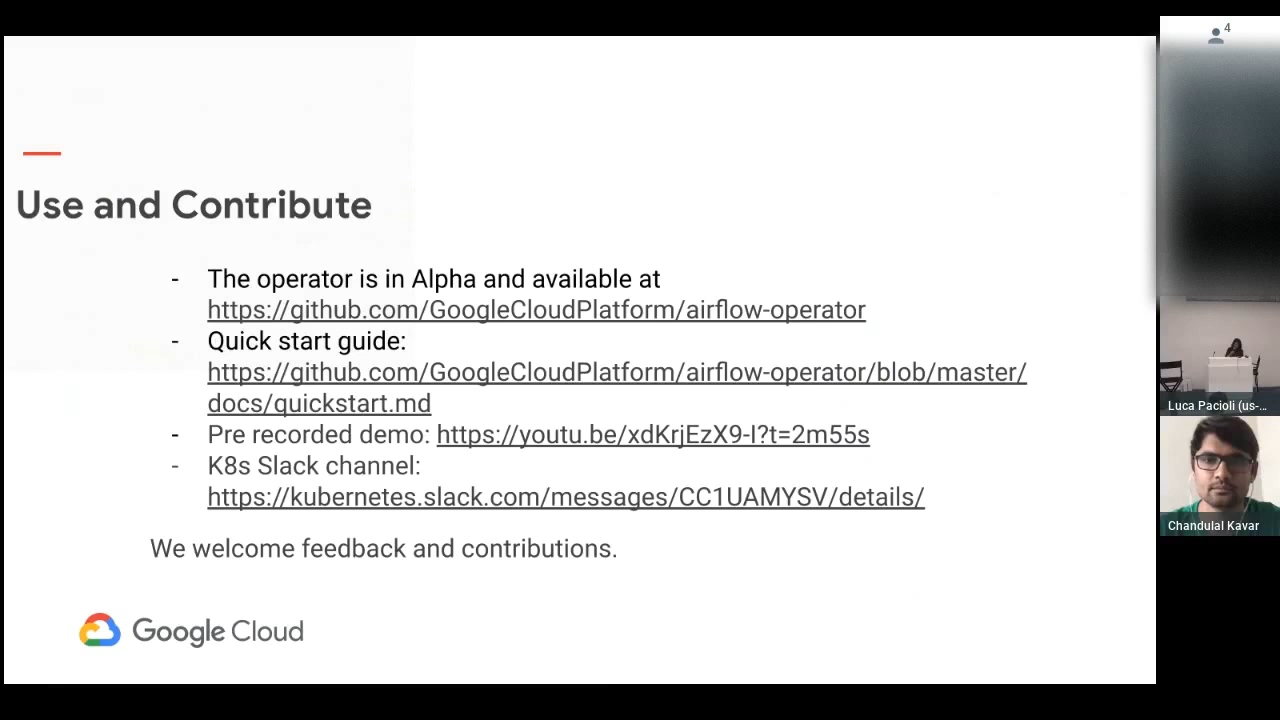 4
Use and Contribute
- The operator is in Alpha and available at
https://github.com/GoogleCloudPlatform/airflow-operator
- Quick start guide:
https://github.com/GoogleCloudPlatform/airflow-operator/blob/master/
docs/quickstart.md
- Pre recorded demo: https://youtu.be/xdKrjEzX9-I?t=2m55s
- K8s Slack channel:
https://kubernetes.slack.com/messages/CC1UAMYSV/details/
We welcome feedback and contributions.
Google Cloud
Luca Pacioli (us-...
Chandulal Kavar